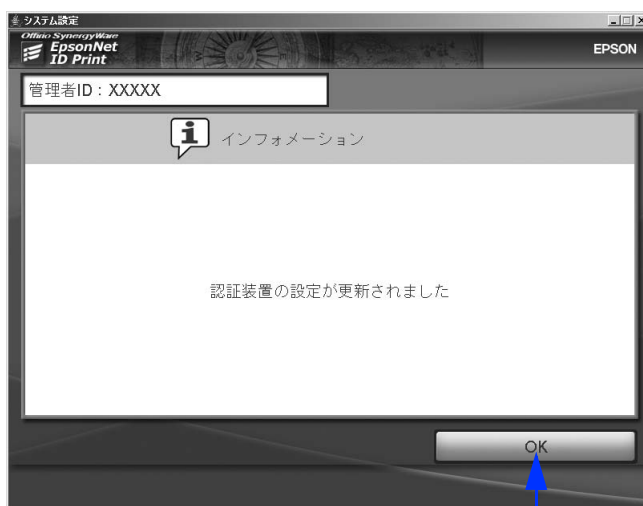 システム設定
Offirio SynergyWare
EpsonNet
ID Print
EPSON
管理者ID：XXXXX
インフォメーション
認証装置の設定が更新されました
OK